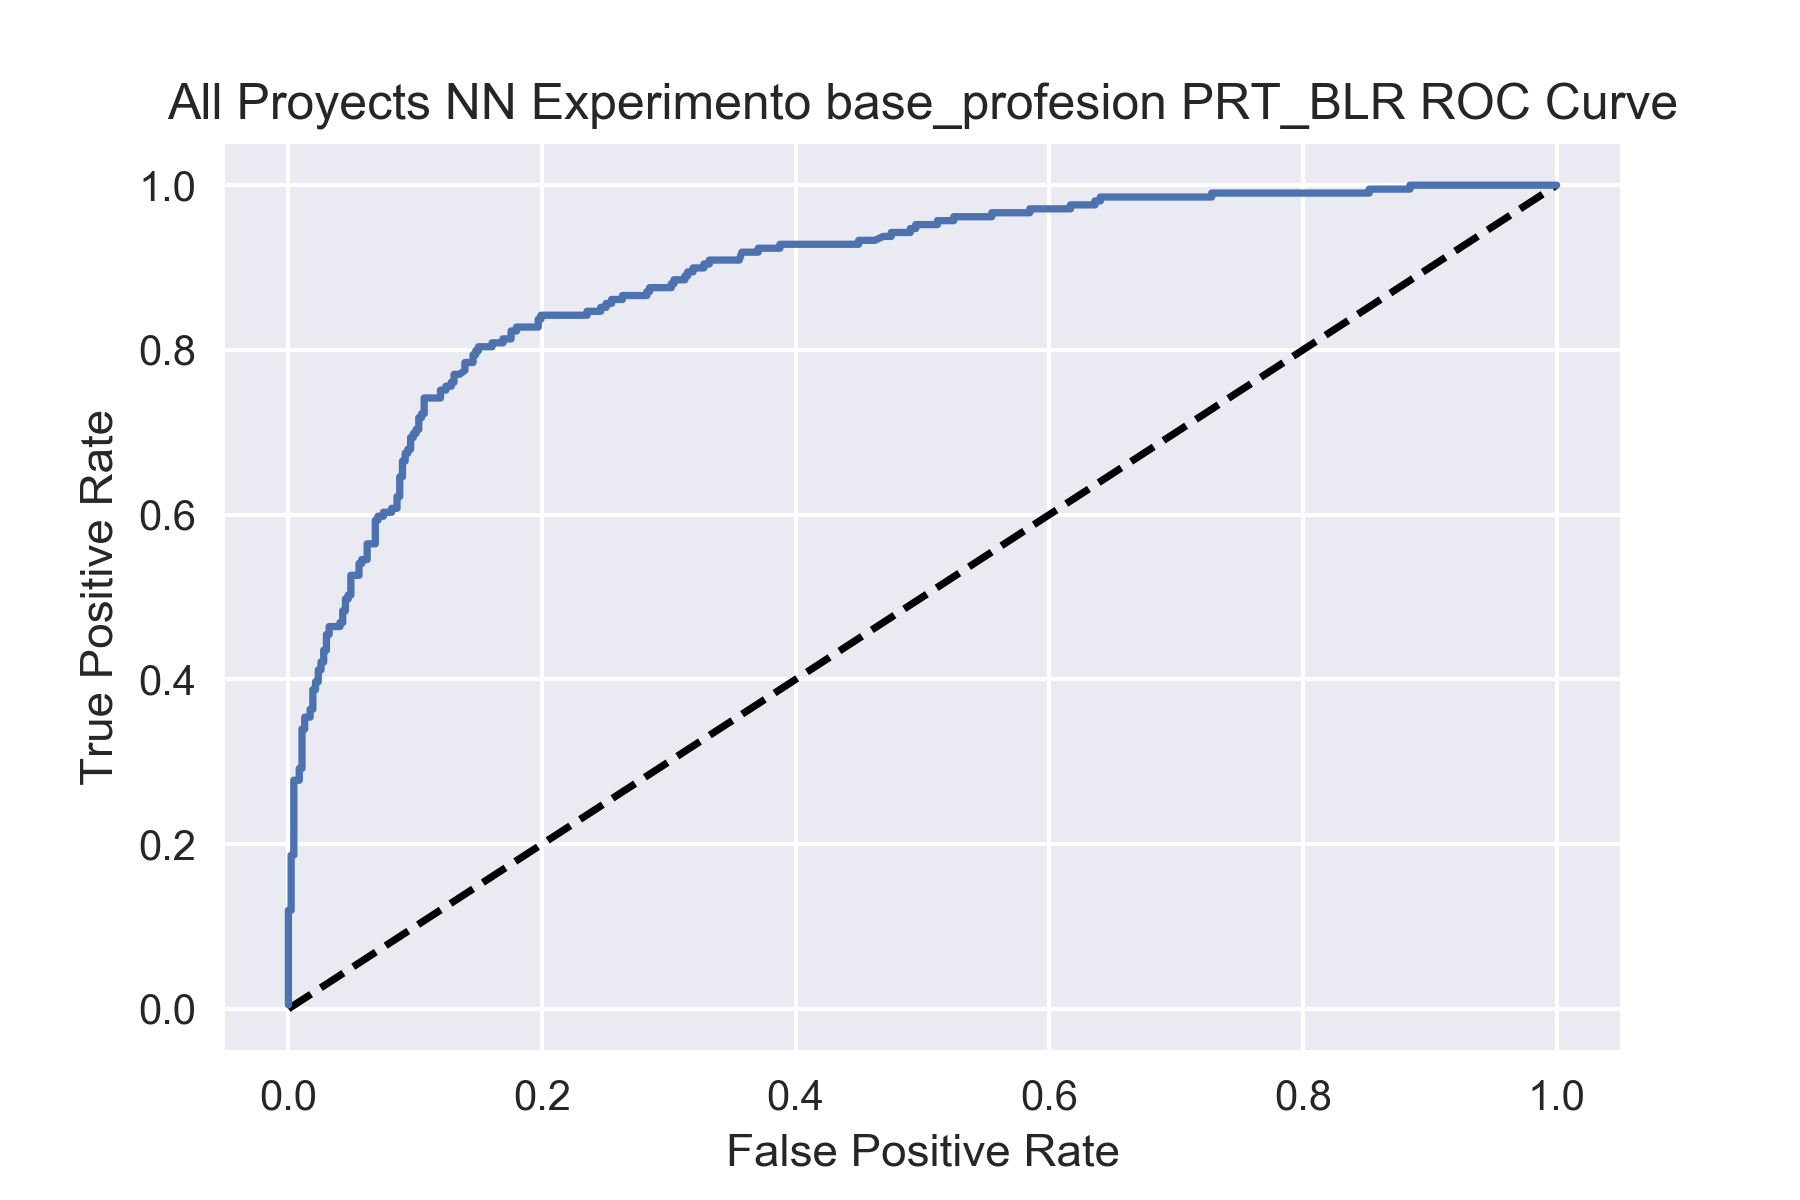 All Proyects NN Experimento base_profesion PRT_BLR ROC Curve
1.0
0.8
0.6
0.4
0.2
0.0
True Positive Rate
0.0 0.2 0.4 0.6 0.8 1.0
False Positive Rate